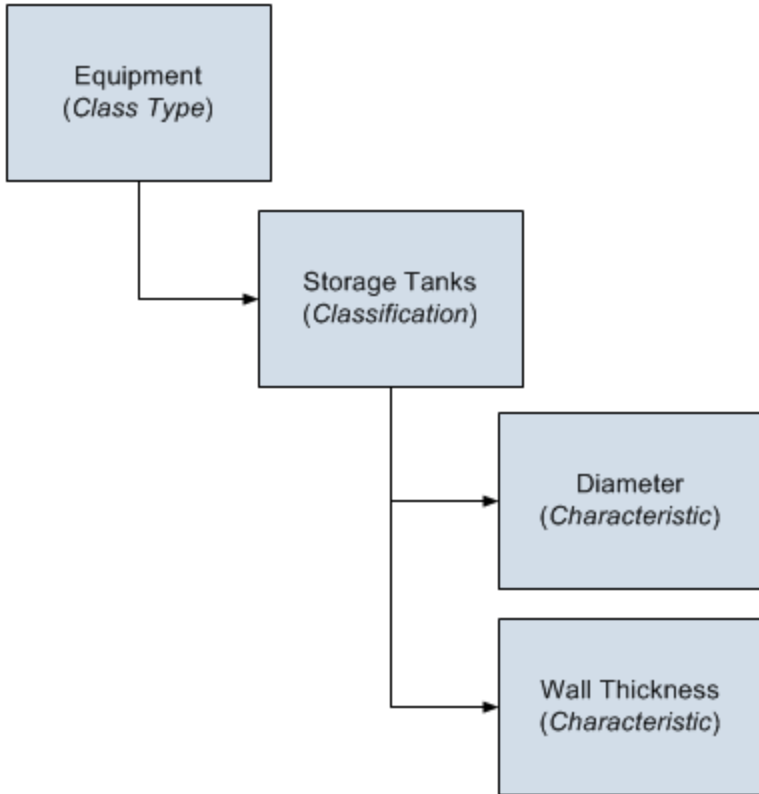 Equipment
(Class Type)
Storage Tanks
(Classification)
Diameter
(Characteristic)
Wall Thickness
(Characteristic)